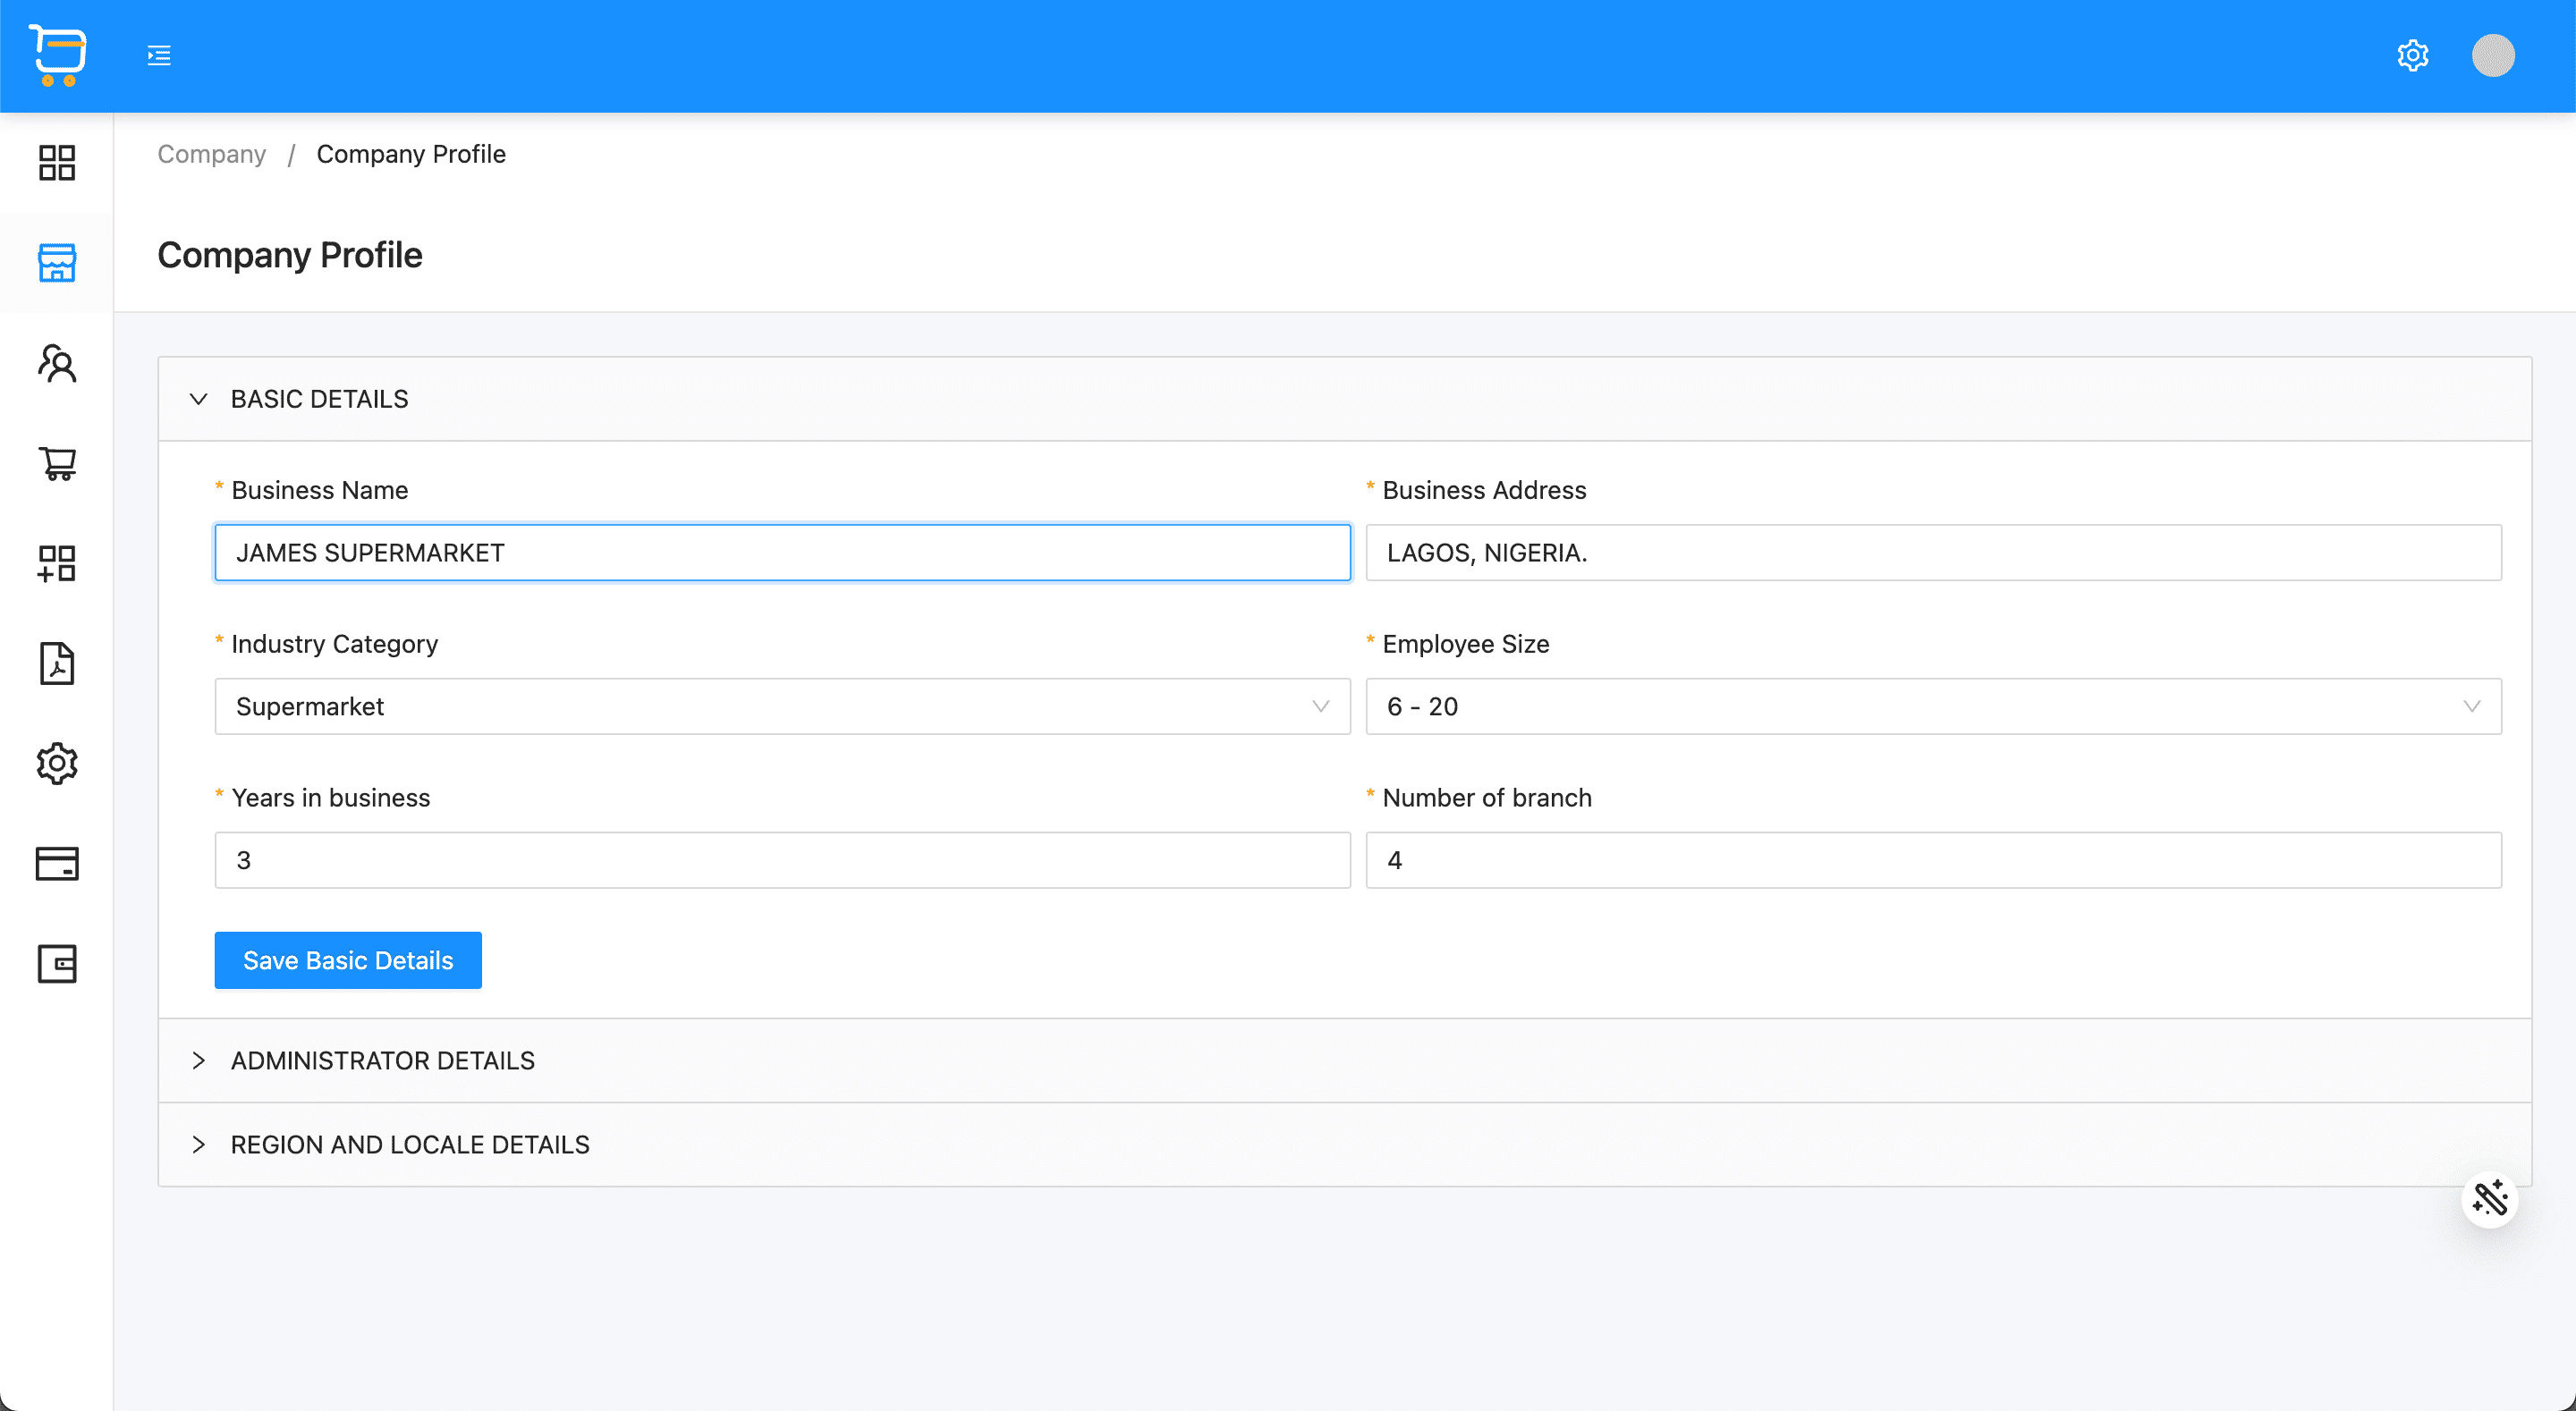 Company / Company Profile
Company Profile
BASIC DETAILS
* Business Name
* Business Address
JAMES SUPERMARKET
LAGOS, NIGERIA.
* Industry Category
* Employee Size
Supermarket
6 - 20
* Years in business
* Number of branch
3
4
Save Basic Details
ADMINISTRATOR DETAILS
REGION AND LOCALE DETAILS